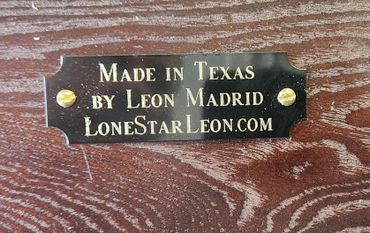 Made in Texas
by Leon Madrid
LoneStarLeon.com